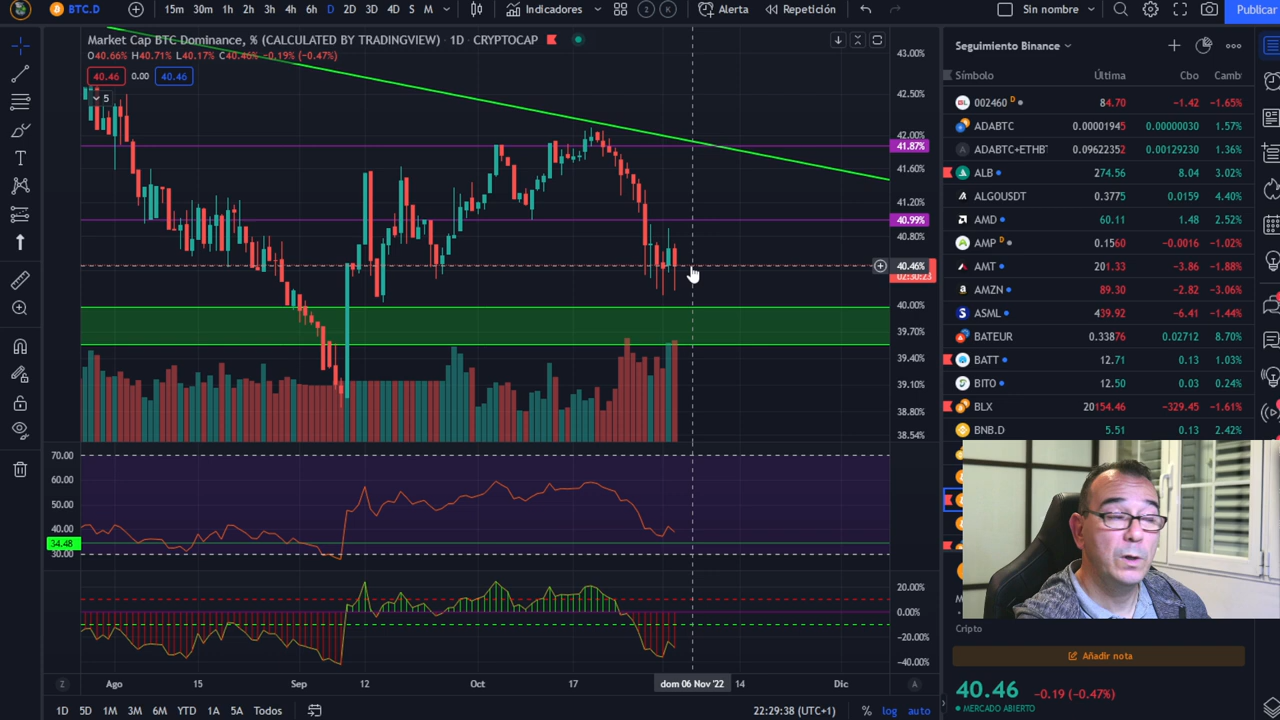 BTC.D 15m 30m 1h 2h 3h 4h 6h D 2D 3D 4D S M Indicadores 2 K Alerta Repetición Sin nombre Publicar
Market Cap BTC Dominance, % (CALCULATED BY TRADINGVIEW) · 1D · CRYPTOCAP
O40.66% H40.71% L40.17% C40.46% −0.19% (−0.47%)
40.46 0.00 40.46
5
43.00%
42.50%
42.00%
41.87%
41.60%
41.20%
40.99%
40.80%
40.46%
02:30:23
40.00%
39.70%
39.40%
39.10%
38.80%
38.54%
70.00
60.00
50.00
40.00
34.48
30.00
20.00%
0.00%
−20.00%
−40.00%
Z Ago 15 Sep 12 Oct 17 dom 06 Nov '22 14 Dic A
1D 5D 1M 3M 6M YTD 1A 5A Todos 22:29:38 (UTC+1) % log auto
Seguimiento Binance
Símbolo Última Cbo Camb
002460 D 84.70 −1.42 −1.65%
ADABTC 0.00001945 0.00000030 1.57%
ADABTC+ETHB 0.09622352 0.00129230 1.36%
ALB 274.56 8.04 3.02%
ALGOUSDT 0.3775 0.0159 4.40%
AMD 60.11 1.48 2.52%
AMP D 0.1560 −0.0016 −1.02%
AMT 201.33 −3.86 −1.88%
AMZN 89.30 −2.82 −3.06%
ASML 439.92 −6.41 −1.44%
BATEUR 0.33876 0.02712 8.70%
BATT 12.71 0.13 1.03%
BITO 12.50 0.03 0.24%
BLX 20154.46 −329.45 −1.61%
BNB.D 5.51 0.13 2.42%
Cripto
Añadir nota
40.46 −0.19 (−0.47%)
MERCADO ABIERTO